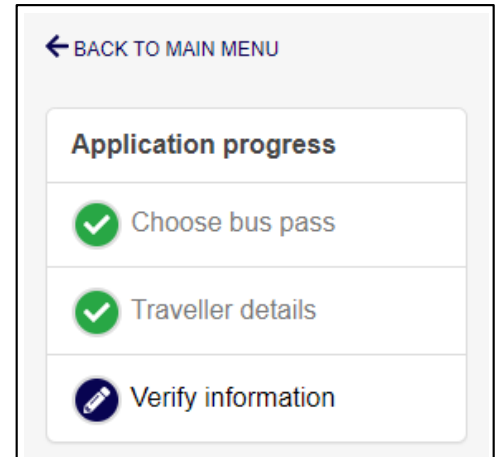 BACK TO MAIN MENU
Application progress
Choose bus pass
Traveller details
Verify information